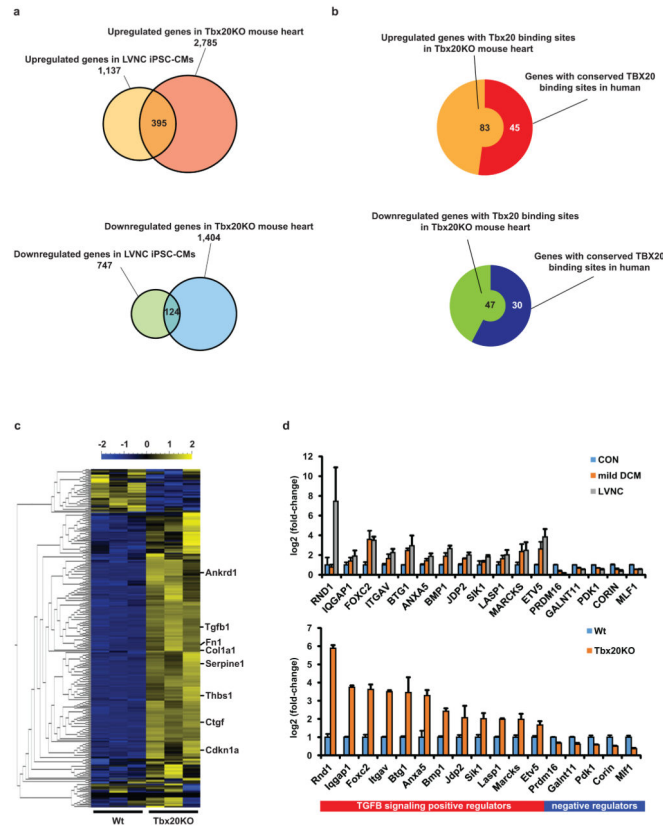 a
Upregulated genes in Tbx20KO mouse heart
2,785
Upregulated genes in LVNC iPSC-CMs
1,137
395
Downregulated genes in Tbx20KO mouse heart
1,404
Downregulated genes in LVNC iPSC-CMs
747
124
b
Upregulated genes with Tbx20 binding sites
in Tbx20KO mouse heart
Genes with conserved TBX20
binding sites in human
83
45
Downregulated genes with Tbx20 binding sites
in Tbx20KO mouse heart
Genes with conserved TBX20
binding sites in human
47
30
c
-2 -1 0 1 2
Ankrd1
Tgfb1
Fn1
Col1a1
Serpine1
Thbs1
Ctgf
Cdkn1a
Wt Tbx20KO
d
log2 (fold-change)
12
10
8
6
4
2
0
CON
mild DCM
LVNC
RND1 IQGAP1 FOXC2 ITGAV BTG1 ANXA5 BMP1 JDP2 SIK1 LASP1 MARCKS ETV5 PRDM16 GALNT11 PDK1 CORIN MLF1
log2 (fold-change)
7
6
5
4
3
2
1
0
Wt
Tbx20KO
Rnd1 Iqgap1 Foxc2 Itgav Btg1 Anxa5 Bmp1 Jdp2 Sik1 Lasp1 Marcks Etv5 Prdm16 Galnt11 Pdk1 Corin Mlf1
TGFB signaling positive regulators negative regulators